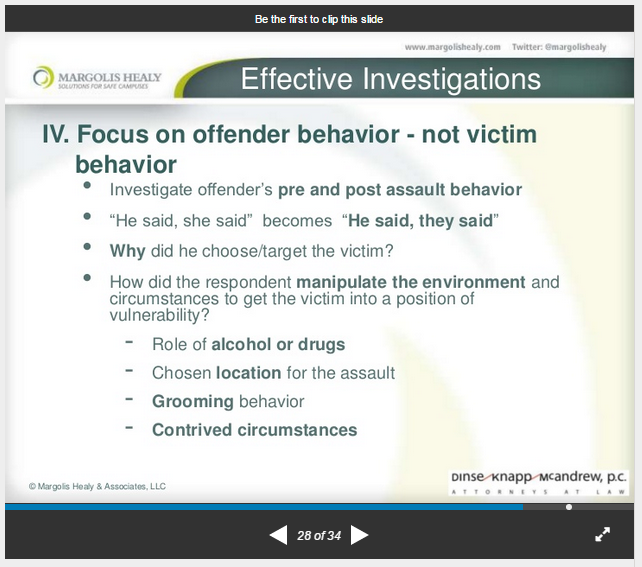 Be the first to clip this slide
www.margolishealy.com Twitter: @margolishealy
MARGOLIS HEALY
SOLUTIONS FOR SAFE CAMPUSES
Effective Investigations
IV. Focus on offender behavior - not victim
behavior
• Investigate offender's pre and post assault behavior
• “He said, she said” becomes “He said, they said”
• Why did he choose/target the victim?
• How did the respondent manipulate the environment and
circumstances to get the victim into a position of
vulnerability?
- Role of alcohol or drugs
- Chosen location for the assault
- Grooming behavior
- Contrived circumstances
© Margolis Healy & Associates, LLC
DINSE/KNAPP/MCANDREW, P.C.
ATTORNEYS AT LAW
28 of 34